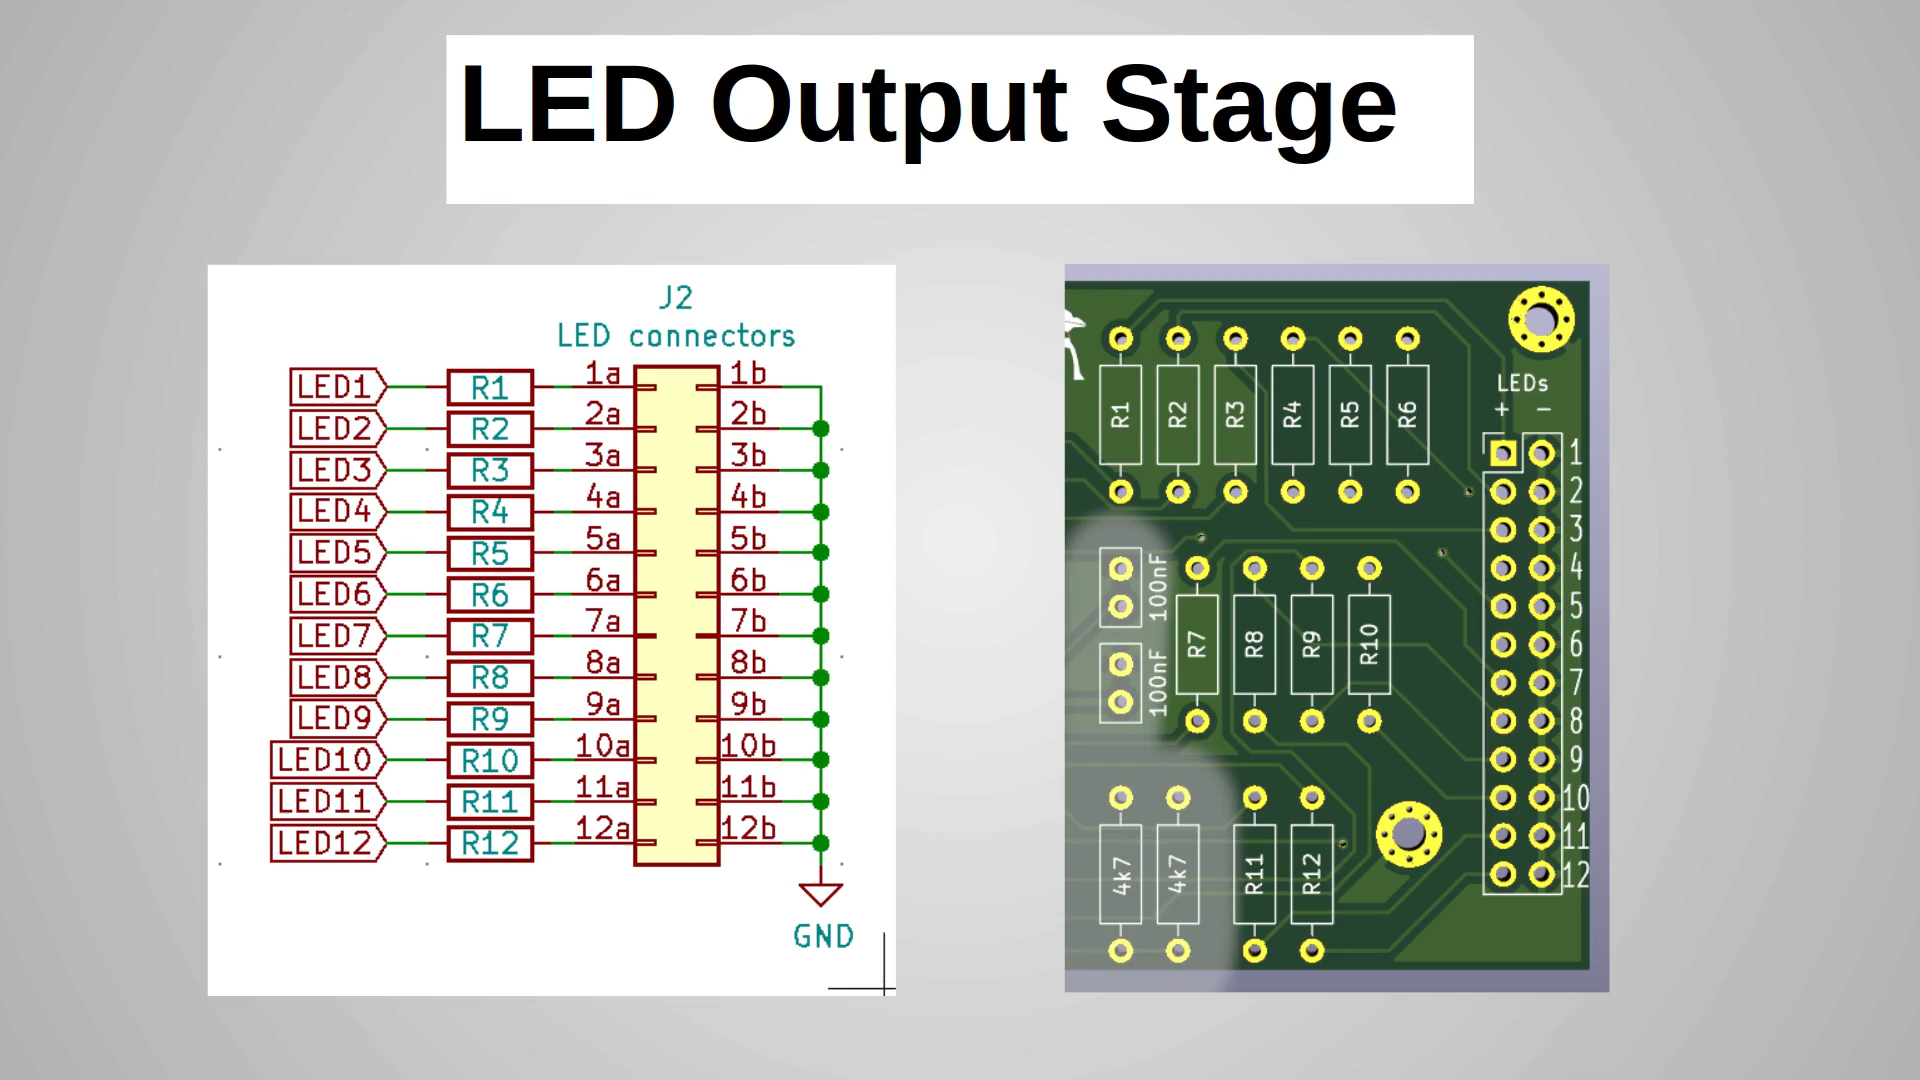 LED Output Stage
J2
LED connectors
LED1 R1 1a 1b
LED2 R2 2a 2b
LED3 R3 3a 3b
LED4 R4 4a 4b
LED5 R5 5a 5b
LED6 R6 6a 6b
LED7 R7 7a 7b
LED8 R8 8a 8b
LED9 R9 9a 9b
LED10 R10 10a 10b
LED11 R11 11a 11b
LED12 R12 12a 12b
GND
R1 R2 R3 R4 R5 R6
LEDs
+ −
1
2
3
4
5
6
7
8
9
10
11
12
100nF
100nF
R7 R8 R9 R10
4k7 4k7 R11 R12